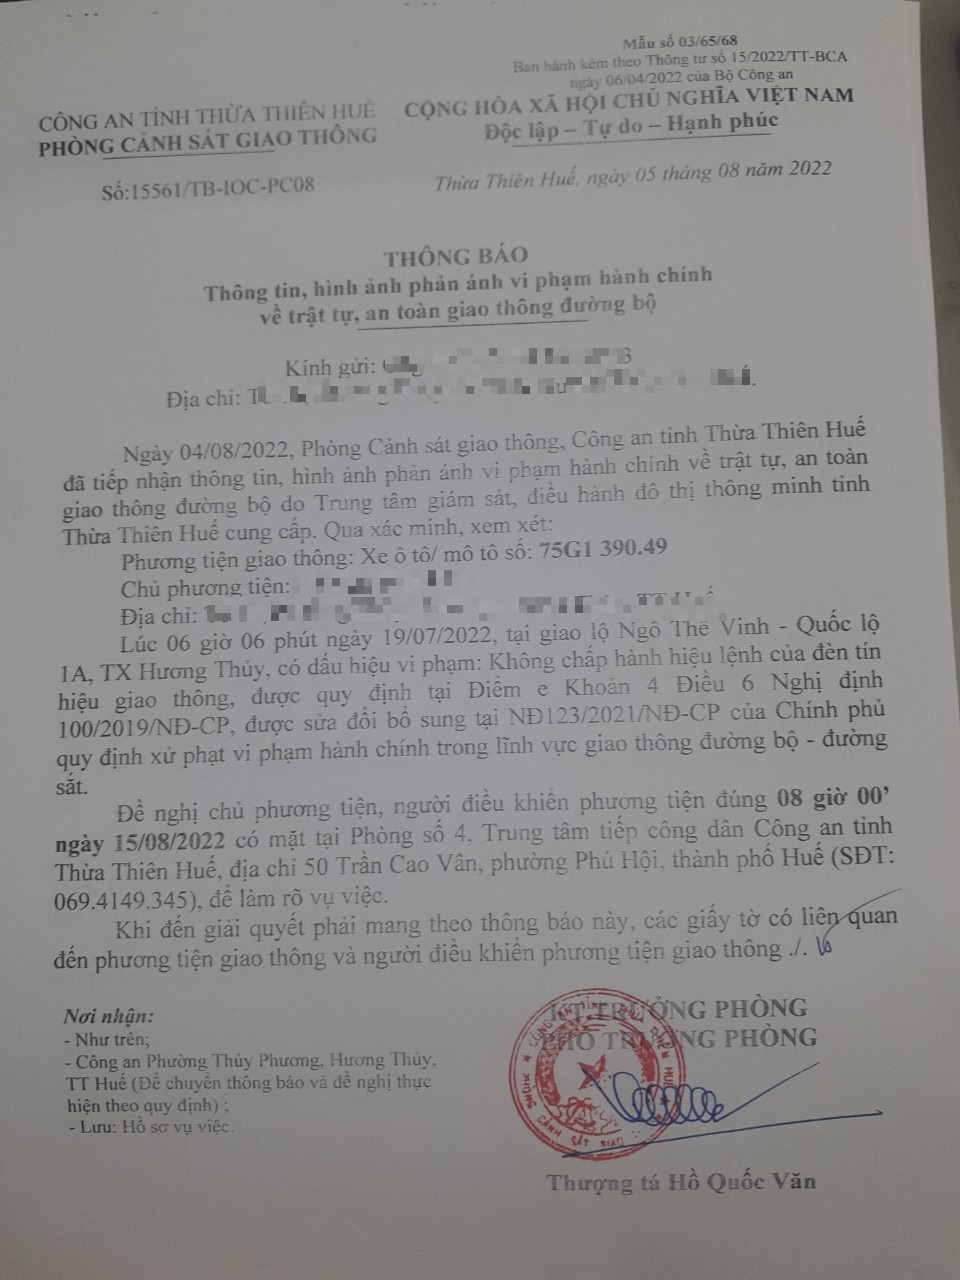 Mẫu số 03/65/68
Ban hành kèm theo Thông tư số 15/2022/TT-BCA
ngày 06/04/2022 của Bộ Công an
CÔNG AN TỈNH THỪA THIÊN HUẾ
PHÒNG CẢNH SÁT GIAO THÔNG
CỘNG HÒA XÃ HỘI CHỦ NGHĨA VIỆT NAM
Độc lập – Tự do – Hạnh phúc
Số:15561/TB-IOC-PC08
Thừa Thiên Huế, ngày 05 tháng 08 năm 2022
THÔNG BÁO
Thông tin, hình ảnh phản ánh vi phạm hành chính
về trật tự, an toàn giao thông đường bộ
Kính gửi:
Địa chỉ:
Ngày 04/08/2022, Phòng Cảnh sát giao thông, Công an tỉnh Thừa Thiên Huế
đã tiếp nhận thông tin, hình ảnh phản ánh vi phạm hành chính về trật tự, an toàn
giao thông đường bộ do Trung tâm giám sát, điều hành đô thị thông minh tỉnh
Thừa Thiên Huế cung cấp. Qua xác minh, xem xét:
Phương tiện giao thông: Xe ô tô/ mô tô số: 75G1 390.49
Chủ phương tiện:
Địa chỉ:
Lúc 06 giờ 06 phút ngày 19/07/2022, tại giao lộ Ngô Thế Vinh - Quốc lộ
1A, TX Hương Thủy, có dấu hiệu vi phạm: Không chấp hành hiệu lệnh của đèn tín
hiệu giao thông, được quy định tại Điểm e Khoản 4 Điều 6 Nghị định
100/2019/NĐ-CP, được sửa đổi bổ sung tại NĐ123/2021/NĐ-CP của Chính phủ
quy định xử phạt vi phạm hành chính trong lĩnh vực giao thông đường bộ - đường
sắt.
Đề nghị chủ phương tiện, người điều khiển phương tiện đúng 08 giờ 00’
ngày 15/08/2022 có mặt tại Phòng số 4, Trung tâm tiếp công dân Công an tỉnh
Thừa Thiên Huế, địa chỉ 50 Trần Cao Vân, phường Phú Hội, thành phố Huế (SĐT:
069.4149.345), để làm rõ vụ việc.
Khi đến giải quyết phải mang theo thông báo này, các giấy tờ có liên quan
đến phương tiện giao thông và người điều khiển phương tiện giao thông ./.
Nơi nhận:
- Như trên;
- Công an Phường Thủy Phương, Hương Thủy,
TT Huế (Để chuyển thông báo và đề nghị thực
hiện theo quy định) ;
- Lưu: Hồ sơ vụ việc.
KT.TRƯỞNG PHÒNG
PHÓ TRƯỞNG PHÒNG
CẢNH SÁT GIAO
Thượng tá Hồ Quốc Văn